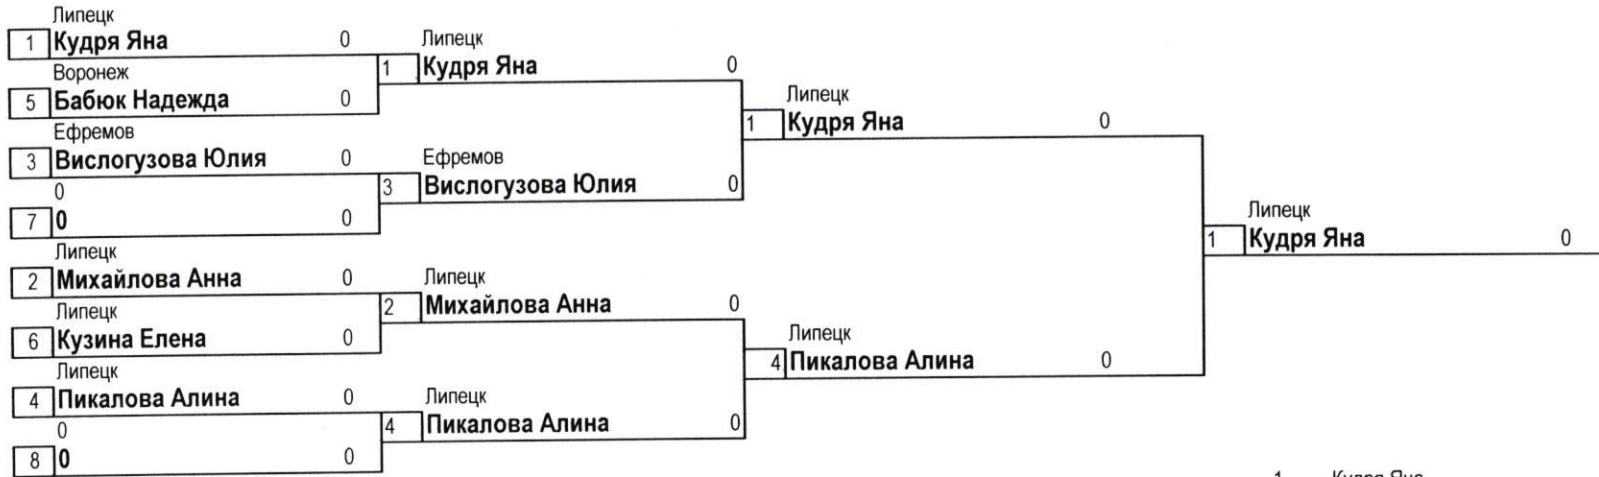 Липецк
1 Кудря Яна 0
Воронеж
5 Бабюк Надежда 0
Ефремов
3 Вислогузова Юлия 0
0
7 0 0
Липецк
2 Михайлова Анна 0
Липецк
6 Кузина Елена 0
Липецк
4 Пикалова Алина 0
0
8 0 0
Липецк
1 Кудря Яна 0
Ефремов
3 Вислогузова Юлия 0
Липецк
2 Михайлова Анна 0
Липецк
4 Пикалова Алина 0
Липецк
1 Кудря Яна 0
Липецк
4 Пикалова Алина 0
Липецк
1 Кудря Яна 0
1 Кудря Яна